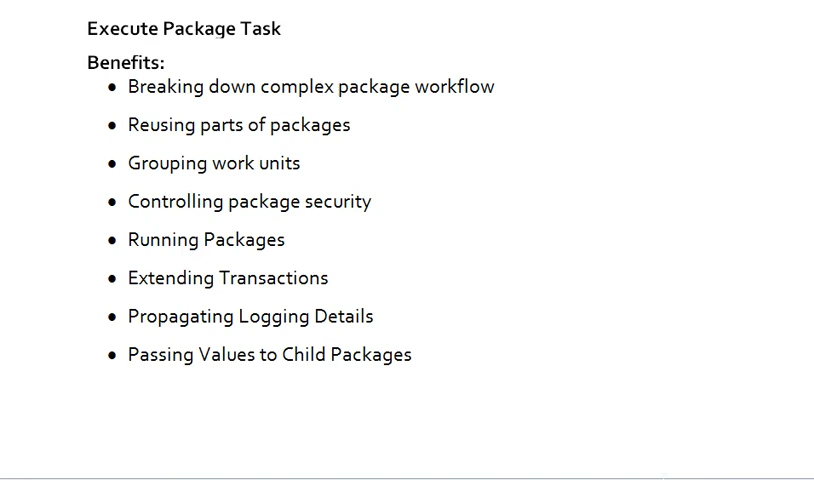 Execute Package Task
Benefits:
● Breaking down complex package workflow
● Reusing parts of packages
● Grouping work units
● Controlling package security
● Running Packages
● Extending Transactions
● Propagating Logging Details
● Passing Values to Child Packages